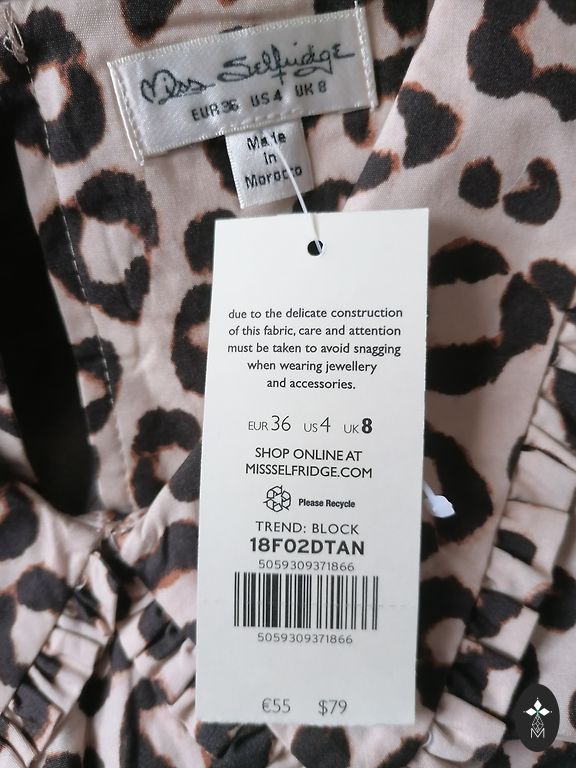 Miss Selfridge
EUR 36 US 4 UK 8
Made
in
Morocco
due to the delicate construction
of this fabric, care and attention
must be taken to avoid snagging
when wearing jewellery
and accessories.
EUR 36 US 4 UK 8
SHOP ONLINE AT
MISSSELFRIDGE.COM
Please Recycle
TREND: BLOCK
18F02DTAN
5059309371866
5059309371866
€55 $79